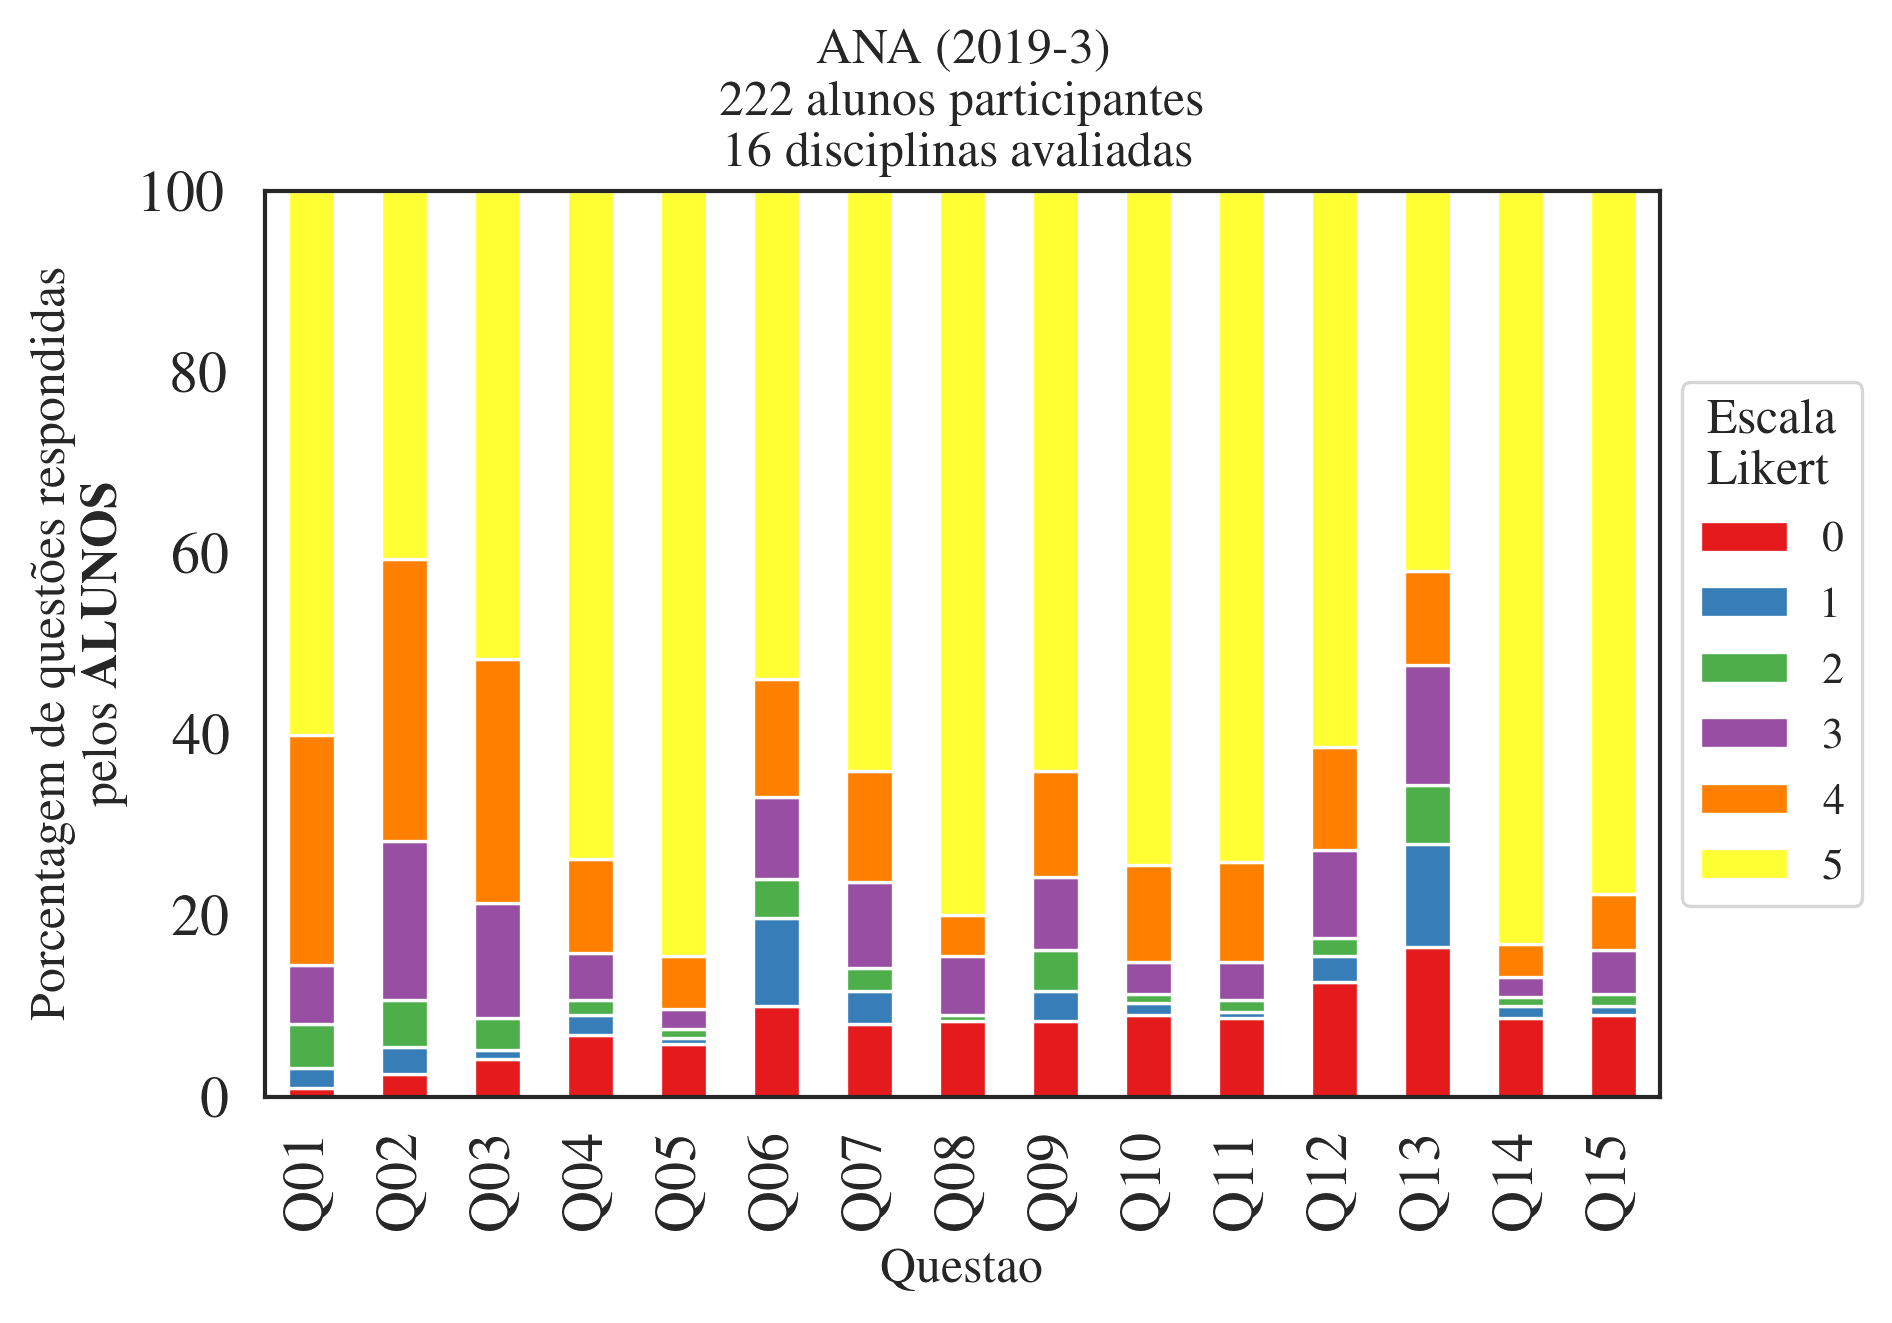 ANA (2019-3)
222 alunos participantes
16 disciplinas avaliadas
Porcentagem de questões respondidas
pelos ALUNOS
100
80
60
40
20
0
Q01
Q02
Q03
Q04
Q05
Q06
Q07
Q08
Q09
Q10
Q11
Q12
Q13
Q14
Q15
Questao
Escala
Likert
0
1
2
3
4
5